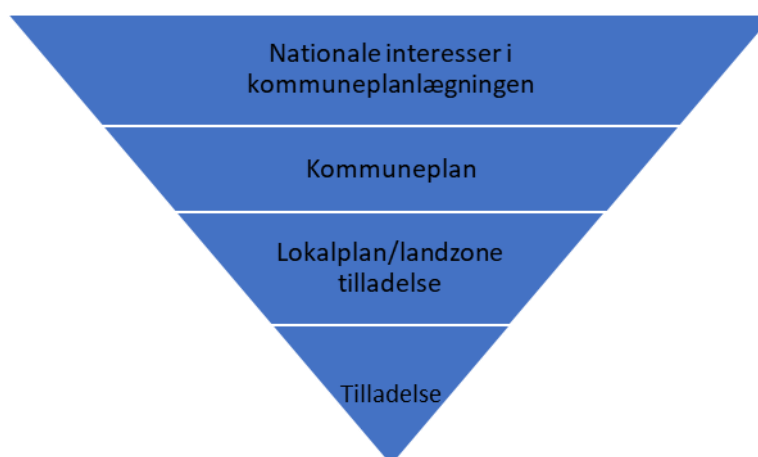 Nationale interesser i
kommuneplanlægningen
Kommuneplan
Lokalplan/landzone
tilladelse
Tilladelse